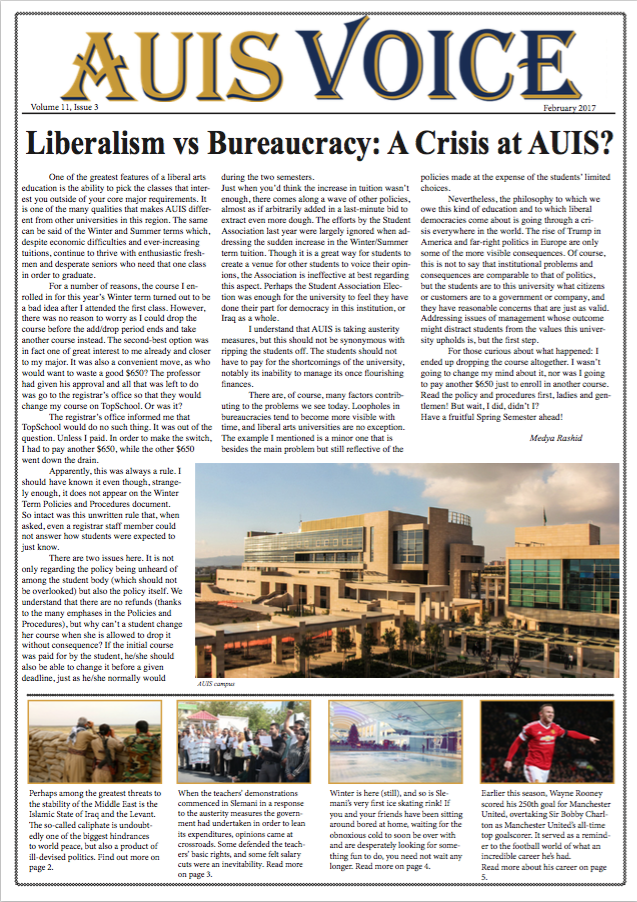 AUIS VOICE
Volume 11, Issue 3
February 2017
Liberalism vs Bureaucracy: A Crisis at AUIS?
One of the greatest features of a liberal arts
education is the ability to pick the classes that inter-
est you outside of your core major requirements. It
is one of the many qualities that makes AUIS differ-
ent from other universities in this region. The same
can be said of the Winter and Summer terms which,
despite economic difficulties and ever-increasing
tuitions, continue to thrive with enthusiastic fresh-
men and desperate seniors who need that one class
in order to graduate.
For a number of reasons, the course I en-
rolled in for this year's Winter term turned out to be
a bad idea after I attended the first class. However,
there was no reason to worry as I could drop the
course before the add/drop period ends and take
another course instead. The second-best option was
in fact one of great interest to me already and closer
to my major. It was also a convenient move, as who
would want to waste a good $650? The professor
had given his approval and all that was left to do
was go to the registrar's office so that they would
change my course on TopSchool. Or was it?
The registrar's office informed me that
TopSchool would do no such thing. It was out of the
question. Unless I paid. In order to make the switch,
I had to pay another $650, while the other $650
went down the drain.
Apparently, this was always a rule. I
should have known it even though, strange-
ly enough, it does not appear on the Winter
Term Policies and Procedures document.
So intact was this unwritten rule that, when
asked, even a registrar staff member could
not answer how students were expected to
just know.
There are two issues here. It is not
only regarding the policy being unheard of
among the student body (which should not
be overlooked) but also the policy itself. We
understand that there are no refunds (thanks
to the many emphases in the Policies and
Procedures), but why can't a student change
her course when she is allowed to drop it
without consequence? If the initial course
was paid for by the student, he/she should
also be able to change it before a given
deadline, just as he/she normally would
during the two semesters.
Just when you'd think the increase in tuition wasn't
enough, there comes along a wave of other policies,
almost as if arbitrarily added in a last-minute bid to
extract even more dough. The efforts by the Student
Association last year were largely ignored when ad-
dressing the sudden increase in the Winter/Summer
term tuition. Though it is a great way for students to
create a venue for other students to voice their opin-
ions, the Association is ineffective at best regarding
this aspect. Perhaps the Student Association Elec-
tion was enough for the university to feel they have
done their part for democracy in this institution, or
Iraq as a whole.
I understand that AUIS is taking austerity
measures, but this should not be synonymous with
ripping the students off. The students should not
have to pay for the shortcomings of the university,
notably its inability to manage its once flourishing
finances.
There are, of course, many factors contrib-
uting to the problems we see today. Loopholes in
bureaucracies tend to become more visible with
time, and liberal arts universities are no exception.
The example I mentioned is a minor one that is
besides the main problem but still reflective of the
policies made at the expense of the students' limited
choices.
Nevertheless, the philosophy to which we
owe this kind of education and to which liberal
democracies come about is going through a cri-
sis everywhere in the world. The rise of Trump in
America and far-right politics in Europe are only
some of the more visible consequences. Of course,
this is not to say that institutional problems and
consequences are comparable to that of politics,
but the students are to this university what citizens
or customers are to a government or company, and
they have reasonable concerns that are just as valid.
Addressing issues of management whose outcome
might distract students from the values this univer-
sity upholds is, but the first step.
For those curious about what happened: I
ended up dropping the course altogether. I wasn't
going to change my mind about it, nor was I going
to pay another $650 just to enroll in another course.
Read the policy and procedures first, ladies and gen-
tlemen! But wait, I did, didn't I?
Have a fruitful Spring Semester ahead!
Medya Rashid
AUIS campus
Perhaps among the greatest threats to
the stability of the Middle East is the
Islamic State of Iraq and the Levant.
The so-called caliphate is undoubt-
edly one of the biggest hindrances
to world peace, but also a product of
ill-devised politics. Find out more on
page 2.
When the teachers' demonstrations
commenced in Slemani in a response
to the austerity measures the govern-
ment had undertaken in order to lean
its expenditures, opinions came at
crossroads. Some defended the teach-
ers' basic rights, and some felt salary
cuts were an inevitability. Read more
on page 3.
Winter is here (still), and so is Sle-
mani's very first ice skating rink! If
you and your friends have been sitting
around bored at home, waiting for the
obnoxious cold to soon be over with
and are desperately looking for some-
thing fun to do, you need not wait any
longer. Read more on page 4.
Earlier this season, Wayne Rooney
scored his 250th goal for Manchester
United, overtaking Sir Bobby Charl-
ton as Manchester United's all-time
top goalscorer. It served as a remind-
er to the football world of what an
incredible career he's had.
Read more about his career on page
5.